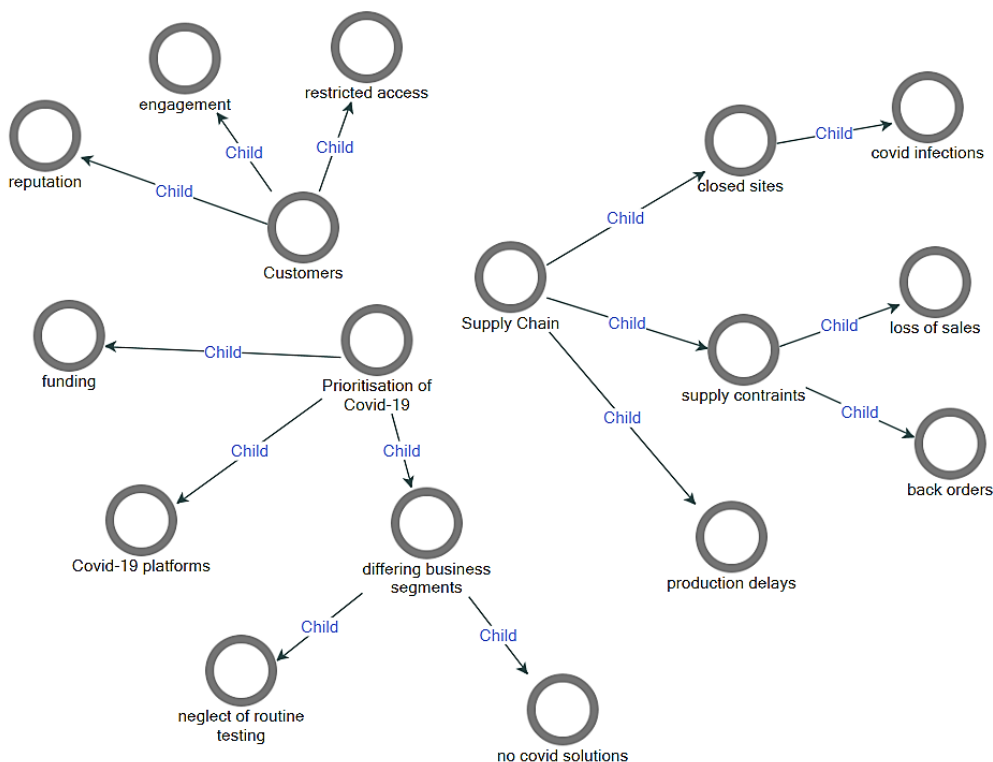 engagement
restricted access
reputation
Child
Child
Child
Customers
closed sites
covid infections
Child
Child
Supply Chain
Child
supply contraints
Child
loss of sales
Child
back orders
Child
production delays
funding
Child
Prioritisation of
Covid-19
Child
Child
Covid-19 platforms
differing business
segments
Child
Child
neglect of routine
testing
no covid solutions